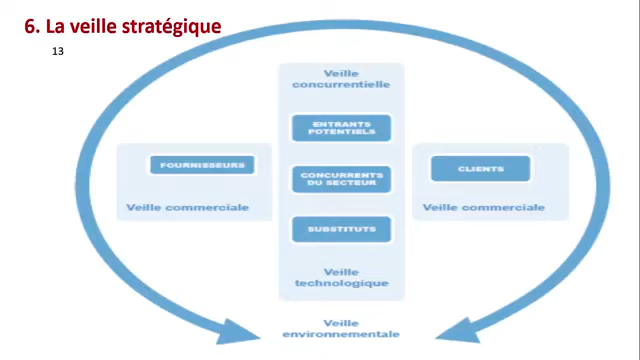 6. La veille stratégique
13
Veille
concurrentielle
ENTRANTS
POTENTIELS
FOURNISSEURS
Veille commerciale
CONCURRENTS
DU SECTEUR
CLIENTS
Veille commerciale
SUBSTITUTS
Veille
technologique
Veille
environnementale